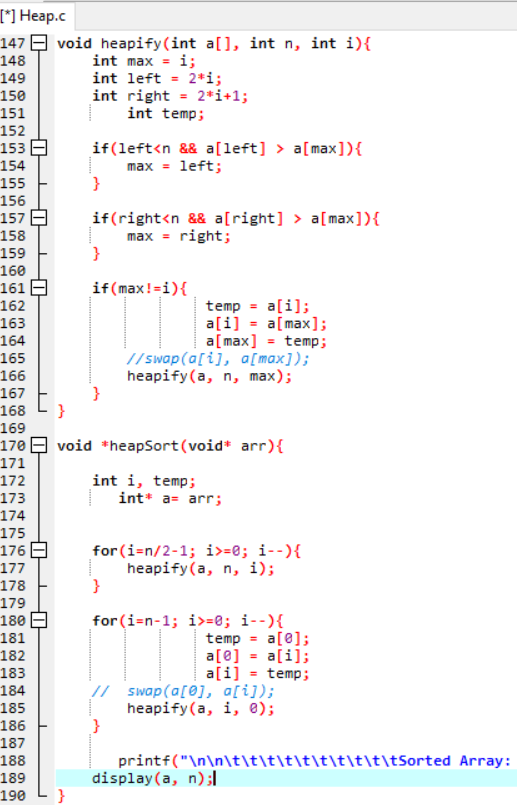 [*] Heap.c
147 void heapify(int a[], int n, int i){
148 int max = i;
149 int left = 2*i;
150 int right = 2*i+1;
151 int temp;
152
153 if(left<n && a[left] > a[max]){
154 max = left;
155 }
156
157 if(right<n && a[right] > a[max]){
158 max = right;
159 }
160
161 if(max!=i){
162 temp = a[i];
163 a[i] = a[max];
164 a[max] = temp;
165 //swap(a[i], a[max]);
166 heapify(a, n, max);
167 }
168 }
169
170 void *heapSort(void* arr){
171
172 int i, temp;
173 int* a= arr;
174
175
176 for(i=n/2-1; i>=0; i--){
177 heapify(a, n, i);
178 }
179
180 for(i=n-1; i>=0; i--){
181 temp = a[0];
182 a[0] = a[i];
183 a[i] = temp;
184 // swap(a[0], a[i]);
185 heapify(a, i, 0);
186 }
187
188 printf("\n\n\t\t\t\t\t\t\t\t\t\t\tSorted Array:
189 display(a, n);
190 }